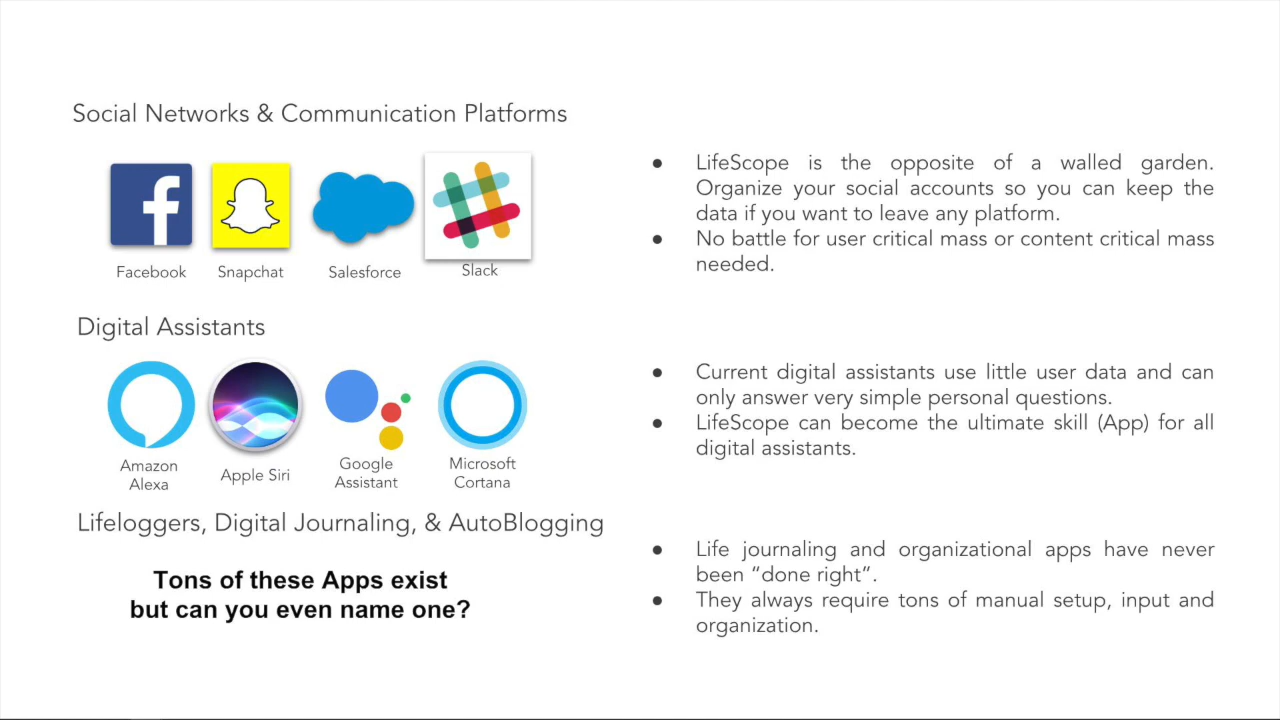 Social Networks & Communication Platforms
Facebook
Snapchat
Salesforce
Slack
● LifeScope is the opposite of a walled garden.
Organize your social accounts so you can keep the
data if you want to leave any platform.
● No battle for user critical mass or content critical mass
needed.
Digital Assistants
Amazon
Alexa
Apple Siri
Google
Assistant
Microsoft
Cortana
● Current digital assistants use little user data and can
only answer very simple personal questions.
● LifeScope can become the ultimate skill (App) for all
digital assistants.
Lifeloggers, Digital Journaling, & AutoBlogging
Tons of these Apps exist
but can you even name one?
● Life journaling and organizational apps have never
been “done right”.
● They always require tons of manual setup, input and
organization.